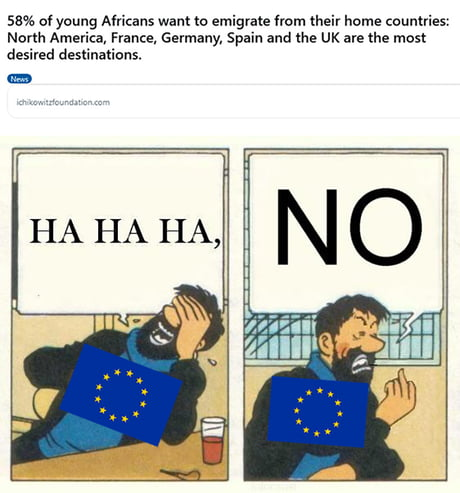 58% of young Africans want to emigrate from their home countries:
North America, France, Germany, Spain and the UK are the most
desired destinations.
News
ichikowitzfoundation.com
HA HA HA,
NO